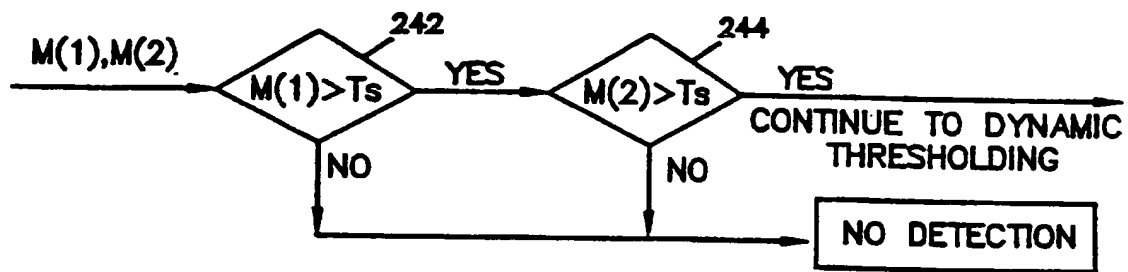 242
244
M(1),M(2)
M(1)>Ts
YES
M(2)>Ts
YES
CONTINUE TO DYNAMIC
THRESHOLDING
NO
NO
NO DETECTION